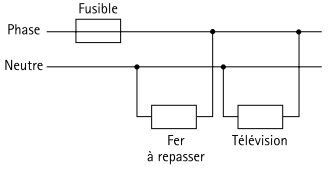 Fusible
Phase
Neutre
Fer
à repasser
Télévision